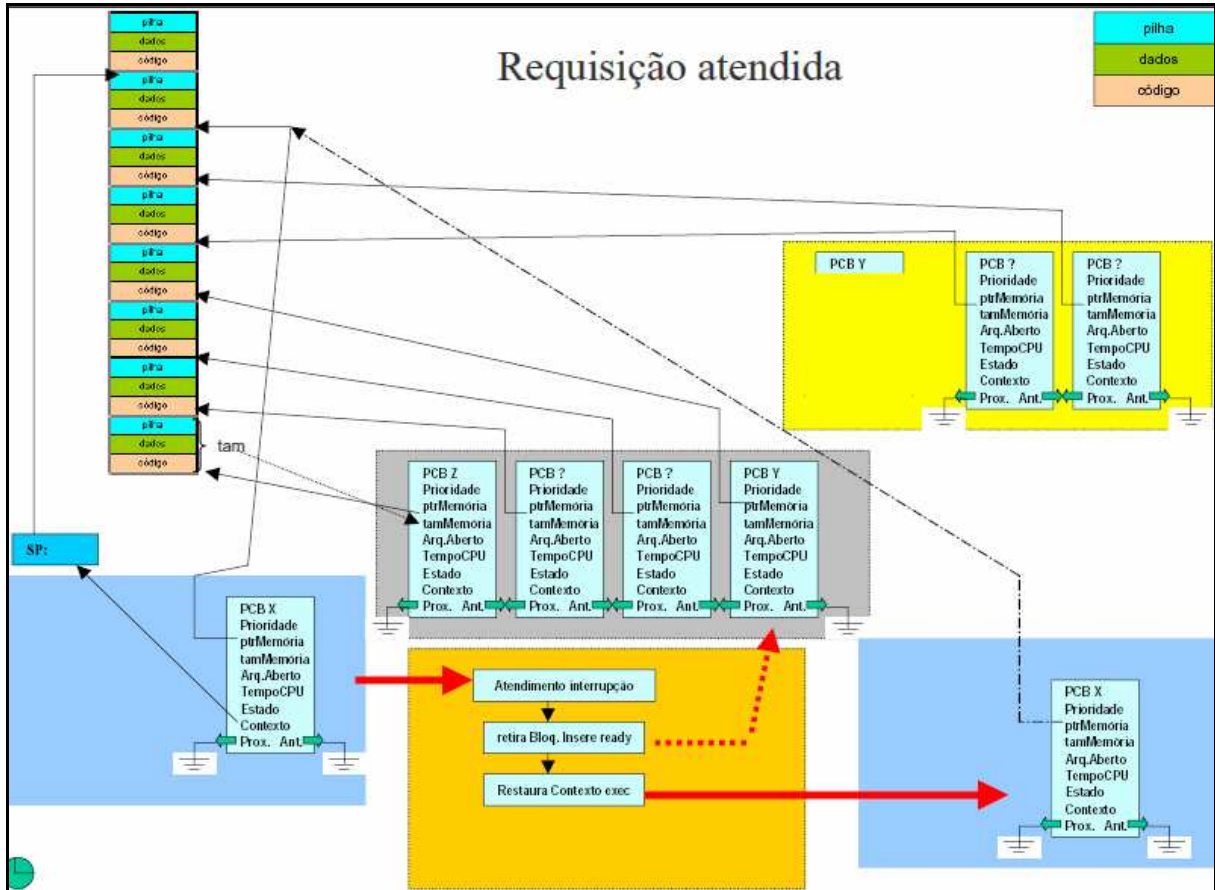 Requisição atendida
pilha
dados
código
pilha
dados
código
pilha
dados
código
pilha
dados
código
pilha
dados
código
pilha
dados
código
pilha
dados
código
pilha
dados
código
pilha
dados
código
tam
SP:
PCB Y
PCB ?
Prioridade
ptrMemória
tamMemória
Arq.Aberto
TempoCPU
Estado
Contexto
Prox. Ant.
PCB ?
Prioridade
ptrMemória
tamMemória
Arq.Aberto
TempoCPU
Estado
Contexto
Prox. Ant.
PCB Z
Prioridade
ptrMemória
tamMemória
Arq.Aberto
TempoCPU
Estado
Contexto
Prox. Ant.
PCB ?
Prioridade
ptrMemória
tamMemória
Arq.Aberto
TempoCPU
Estado
Contexto
Prox. Ant.
PCB ?
Prioridade
ptrMemória
tamMemória
Arq.Aberto
TempoCPU
Estado
Contexto
Prox. Ant.
PCB Y
Prioridade
ptrMemória
tamMemória
Arq.Aberto
TempoCPU
Estado
Contexto
Prox. Ant.
PCB X
Prioridade
ptrMemória
tamMemória
Arq.Aberto
TempoCPU
Estado
Contexto
Prox. Ant.
Atendimento interrupção
retira Bloq. Insere ready
Restaura Contexto exec
PCB X
Prioridade
ptrMemória
tamMemória
Arq.Aberto
TempoCPU
Estado
Contexto
Prox. Ant.